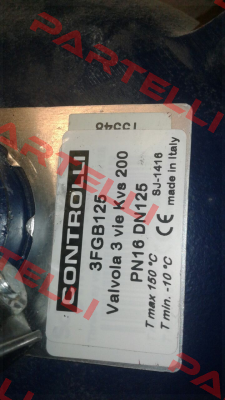 PARTELLI
CONTROLLI
3FGB125
Valvola 3 vie Kvs 200
PN16 DN125
SJ-1416
T max 150 °C
T min. -10 °C
CE made in Italy
PARTELLI
PARTELLI